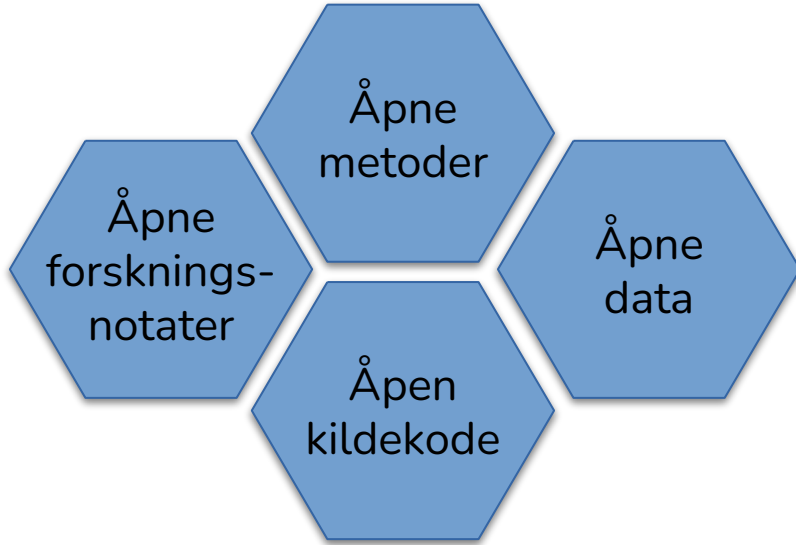 Åpne
metoder
Åpne
forsknings-
notater
Åpne
data
Åpen
kildekode